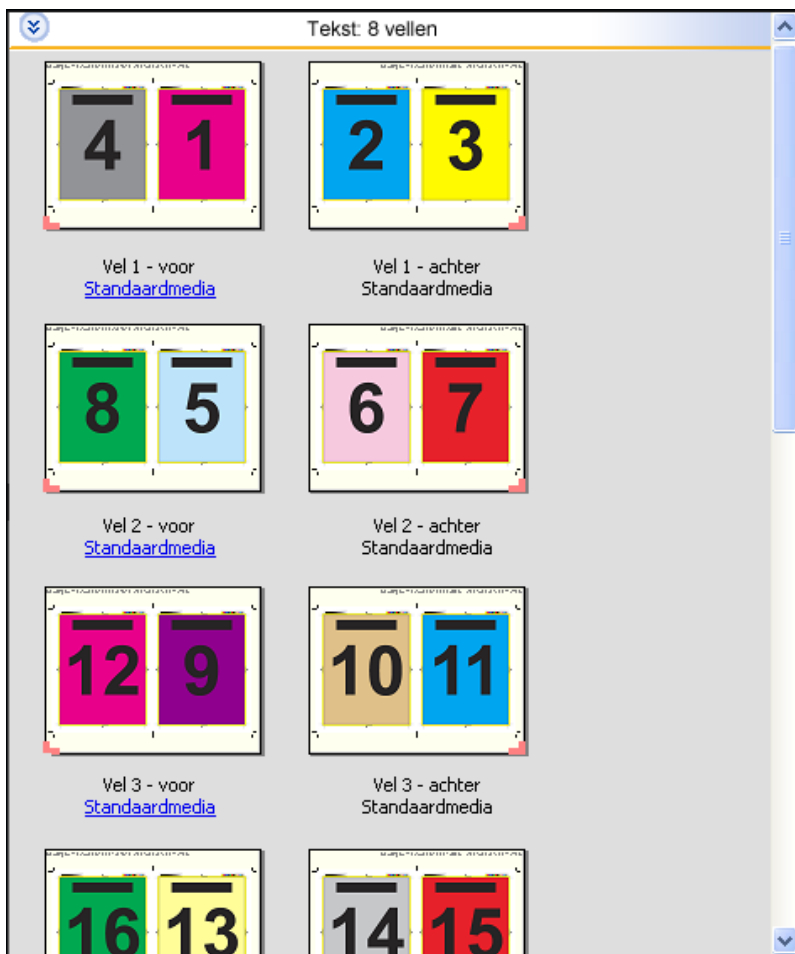 Tekst: 8 vellen
4 1 2 3
Vel 1 - voor Vel 1 - achter
Standaardmedia Standaardmedia
8 5 6 7
Vel 2 - voor Vel 2 - achter
Standaardmedia Standaardmedia
12 9 10 11
Vel 3 - voor Vel 3 - achter
Standaardmedia Standaardmedia
16 13 14 15